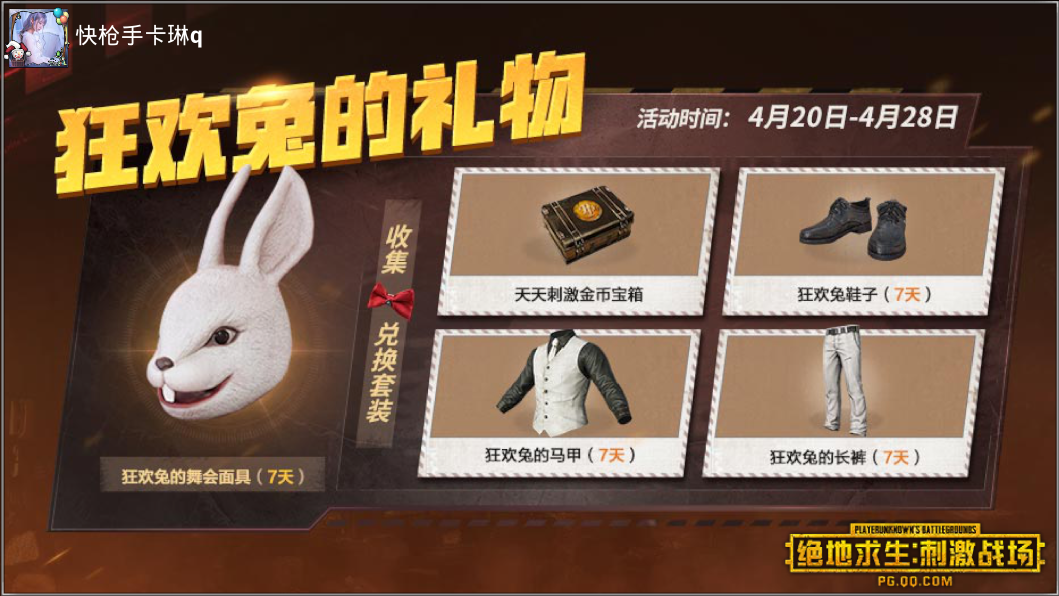 快枪手卡琳q
狂欢兔的礼物
活动时间：4月20日-4月28日
收集
兑换套装
天天刺激金币宝箱
狂欢兔鞋子（7天）
狂欢兔的马甲（7天）
狂欢兔的长裤（7天）
狂欢兔的舞会面具（7天）
PLAYERUNKNOWN'S BATTLEGROUNDS
绝地求生:刺激战场
PG.QQ.COM